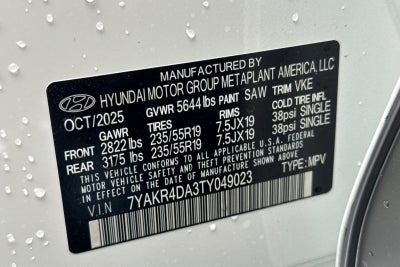 MANUFACTURED BY
HYUNDAI MOTOR GROUP METAPLANT AMERICA, LLC
OCT/2025 GVWR 5644 lbs PAINT SAW TRIM VKE
GAWR TIRES RIMS COLD TIRE INFL
FRONT 2822 lbs 235/55R19 7.5JX19 38psi SINGLE
REAR 3175 lbs 235/55R19 7.5JX19 38psi SINGLE
THIS VEHICLE CONFORMS TO ALL APPLICABLE U.S.A. FEDERAL
MOTOR VEHICLE SAFETY AND THEFT PREVENTION STANDARDS
IN EFFECT ON THE DATE OF MANUFACTURE SHOWN ABOVE.
V.I.N 7YAKR4DA3TY049023 TYPE: MPV